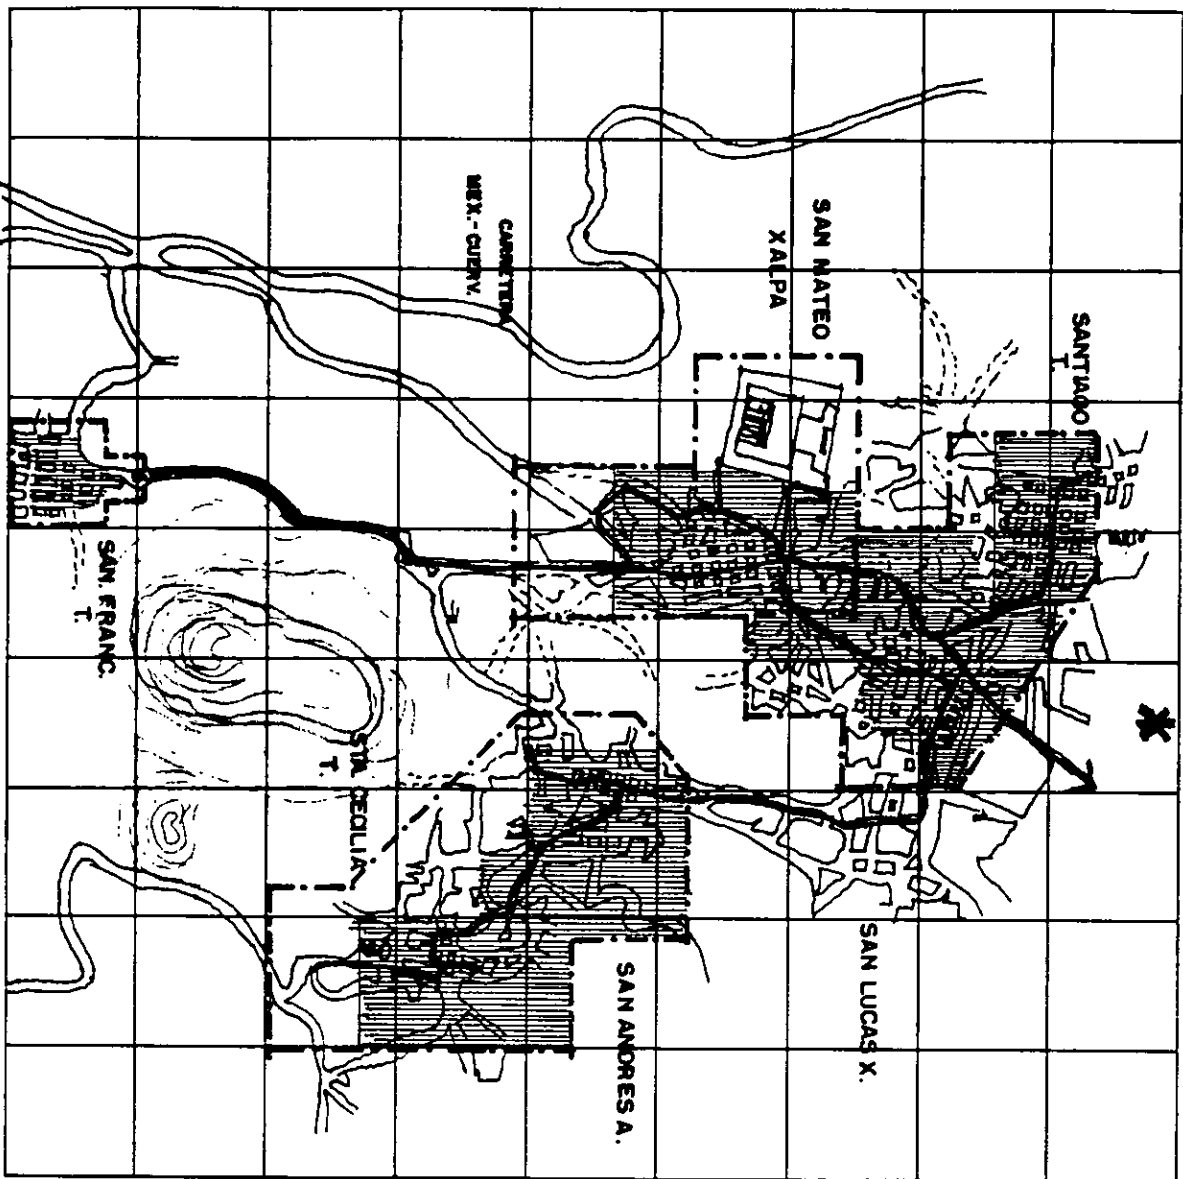 SANTIAGO
T.
SAN MATEO
XALPA
CARRETERA
MEX.-CUERV.
SAN LUCAS X.
SAN ANDRES A.
STA. CECILIA
T.
SAN. FRANC.
T.